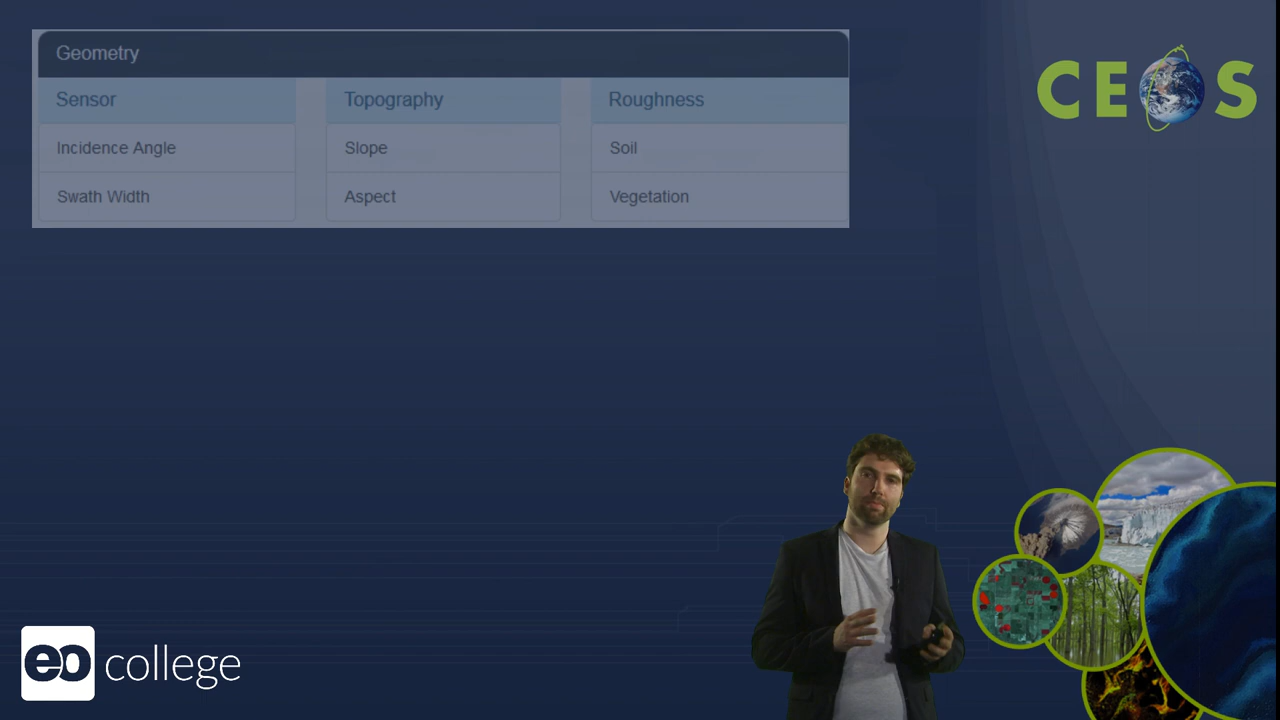 Geometry
Sensor Topography Roughness
Incidence Angle Slope Soil
Swath Width Aspect Vegetation
CEOS
eo college